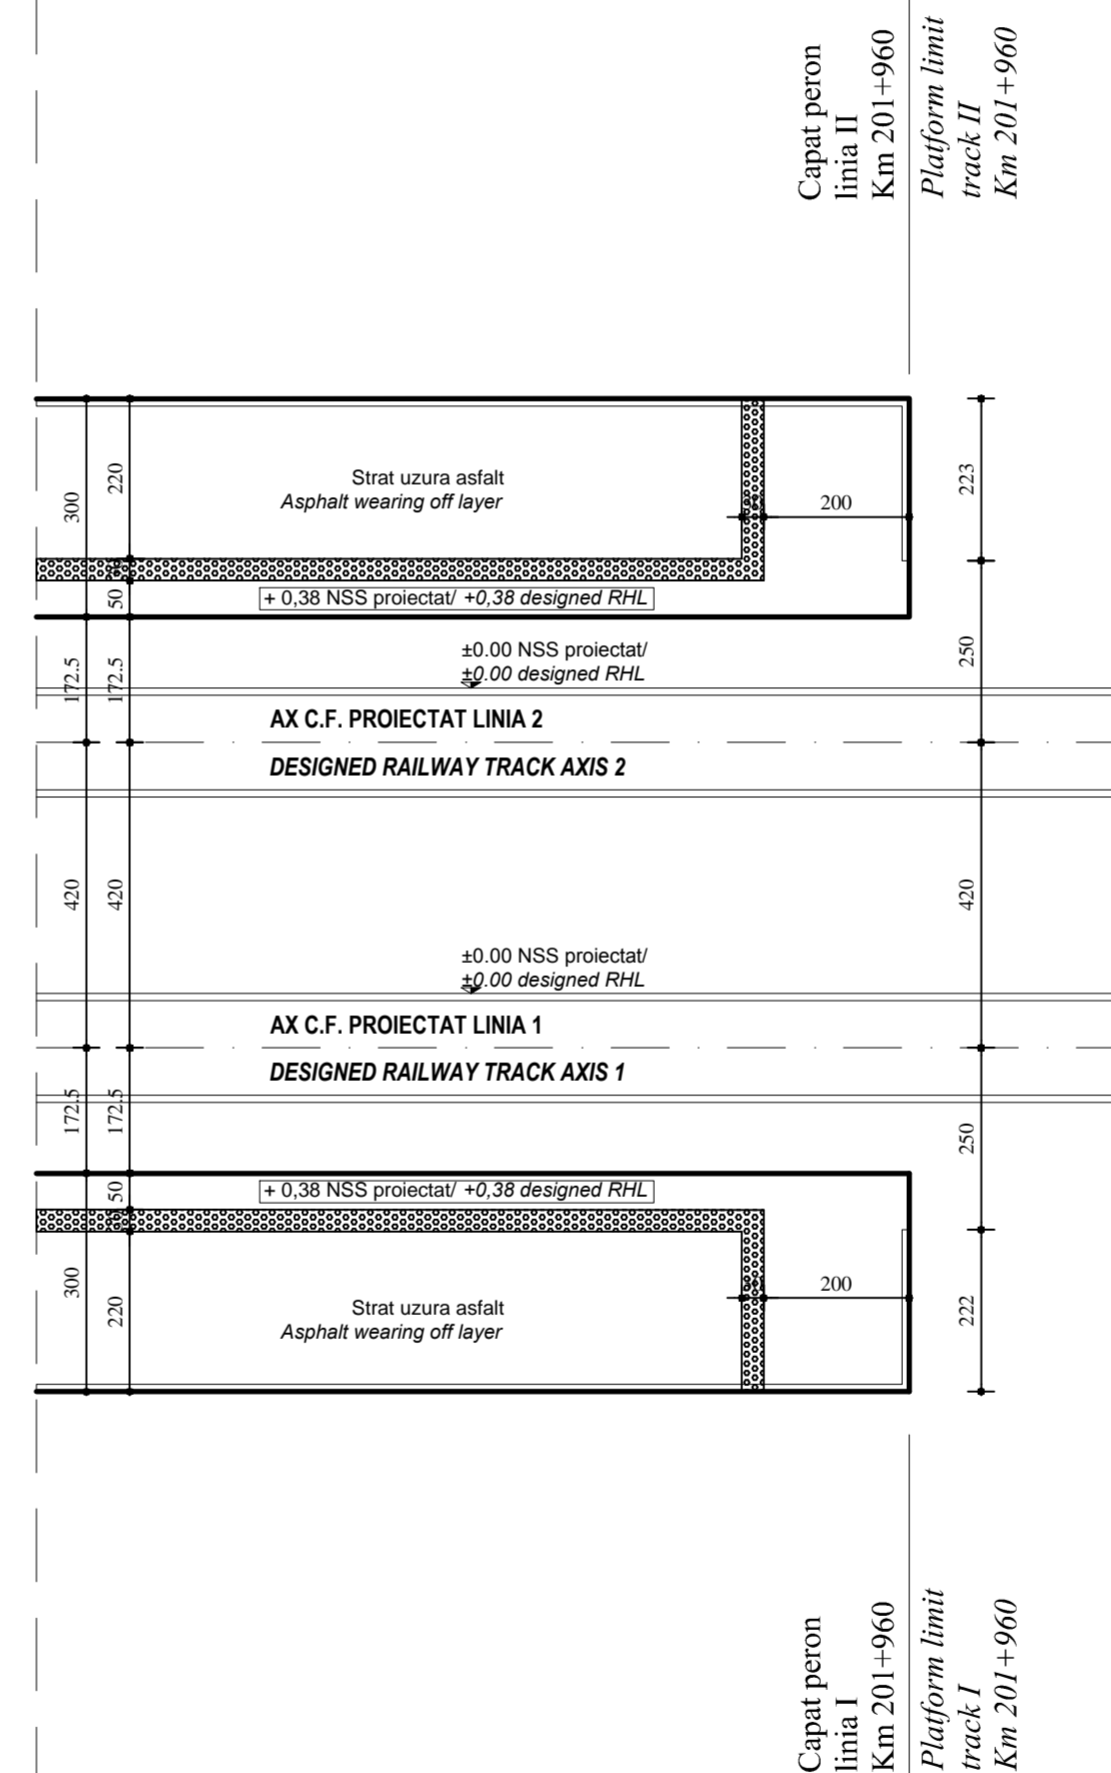 Capat peron
linia II
Km 201+960
Platform limit
track II
Km 201+960
300
220
50
Strat uzura asfalt
Asphalt wearing off layer
200
223
+ 0,38 NSS proiectat/ +0,38 designed RHL
172.5
172.5
250
±0.00 NSS proiectat/
±0.00 designed RHL
AX C.F. PROIECTAT LINIA 2
DESIGNED RAILWAY TRACK AXIS 2
420
420
420
±0.00 NSS proiectat/
±0.00 designed RHL
AX C.F. PROIECTAT LINIA 1
DESIGNED RAILWAY TRACK AXIS 1
172.5
172.5
250
50
+ 0,38 NSS proiectat/ +0,38 designed RHL
300
220
Strat uzura asfalt
Asphalt wearing off layer
200
222
Capat peron
linia I
Km 201+960
Platform limit
track I
Km 201+960